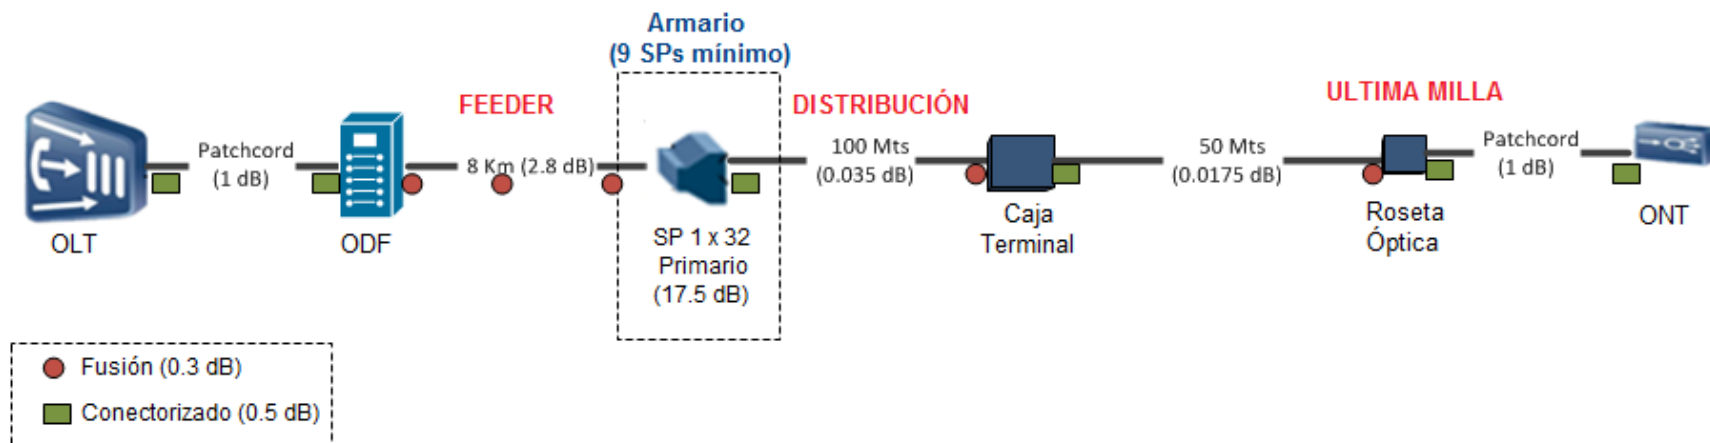 Armario
(9 SPs mínimo)
FEEDER
DISTRIBUCIÓN
ULTIMA MILLA
Patchcord
(1 dB)
8 Km (2.8 dB)
100 Mts
(0.035 dB)
50 Mts
(0.0175 dB)
Patchcord
(1 dB)
OLT
ODF
SP 1 x 32
Primario
(17.5 dB)
Caja
Terminal
Roseta
Óptica
ONT
Fusión (0.3 dB)
Conectorizado (0.5 dB)